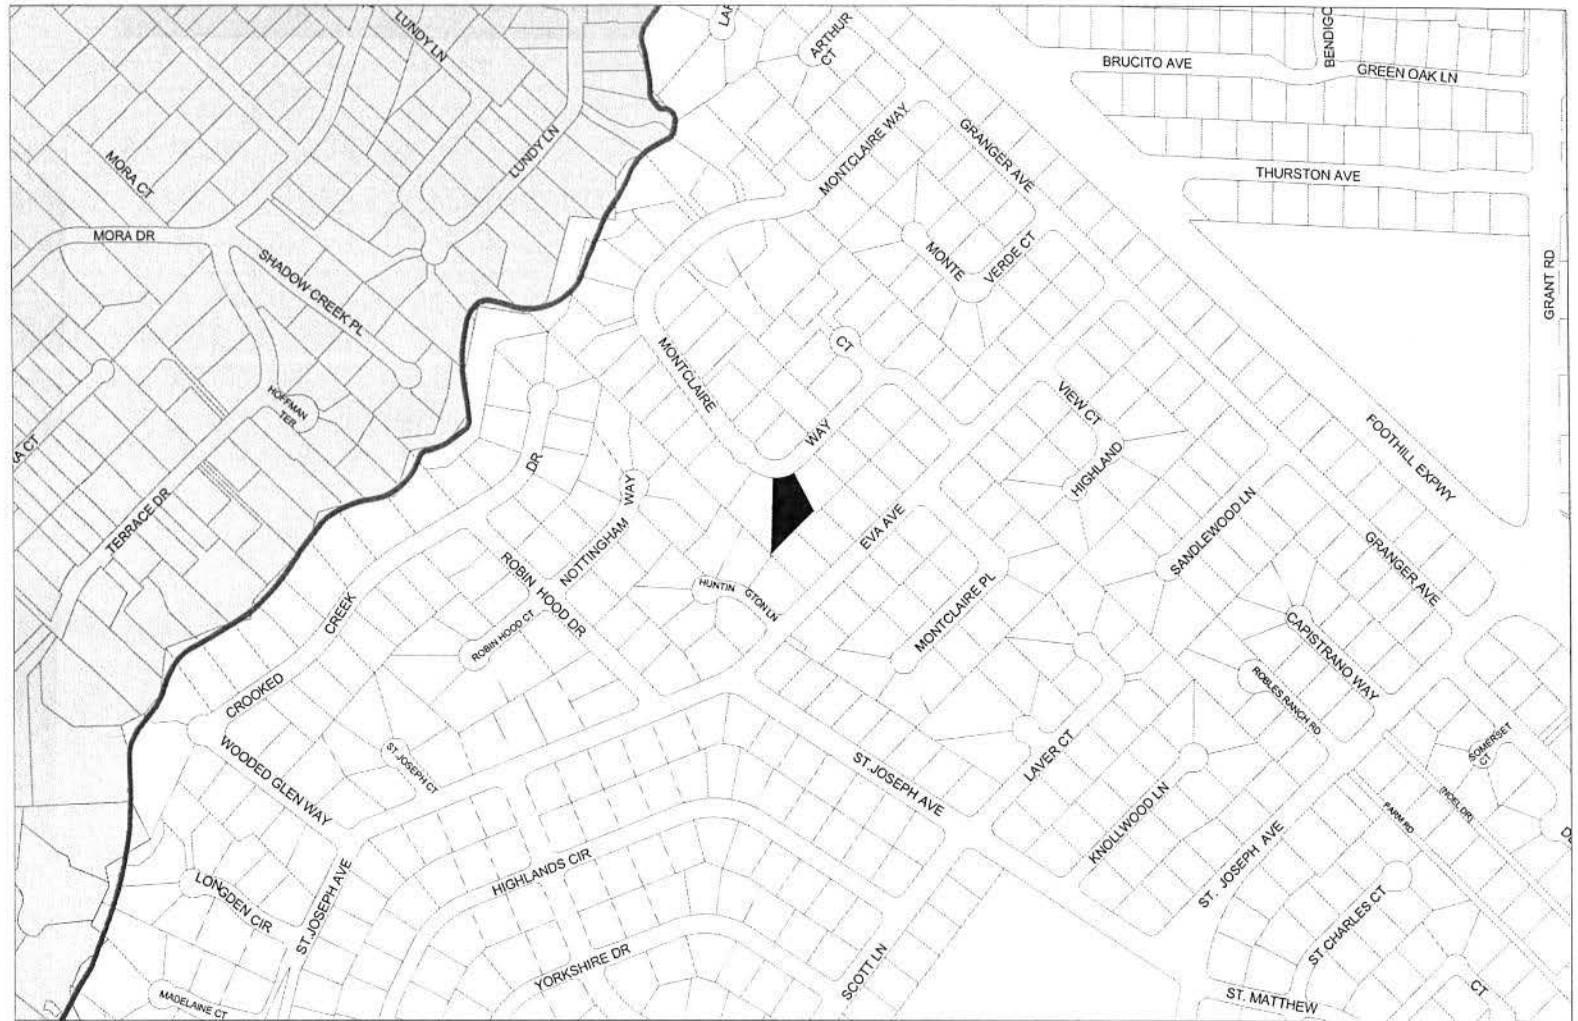 LUNDY LN
ARTHUR
CT
BENDIGO
BRUCITO AVE
GREEN OAK LN
MORA CT
LUNDY LN
MONTCLAIRE WAY
GRANGER AVE
THURSTON AVE
MORA DR
SHADOW CREEK PL
MONTE
VERDE CT
GRANT RD
MONTCLAIRE
CT
HOFFMAN
TER
VIEW CT
FOOTHILL EXPWY
WAY
HIGHLAND
DR
WAY
TERRACE DR
SANDLEWOOD LN
EVA AVE
NOTTINGHAM
ROBIN HOOD DR
GRANGER AVE
HUNTIN GTON LN
CREEK
ROBIN HOOD CT
MONTCLAIRE PL
CAPISTRANO WAY
CROOKED
ROBLES RANCH RD
WOODED GLEN WAY
ST. JOSEPH CT
ST.JOSEPH AVE
LAVER CT
SOMERSET
CT
KNOLLWOOD LN
(NOEL DR)
FARM RD
HIGHLANDS CIR
ST. JOSEPH AVE
LONGDEN CIR
ST.JOSEPH AVE
ST.CHARLES CT
YORKSHIRE DR
SCOTT LN
MADELAINE CT
ST. MATTHEW
CT